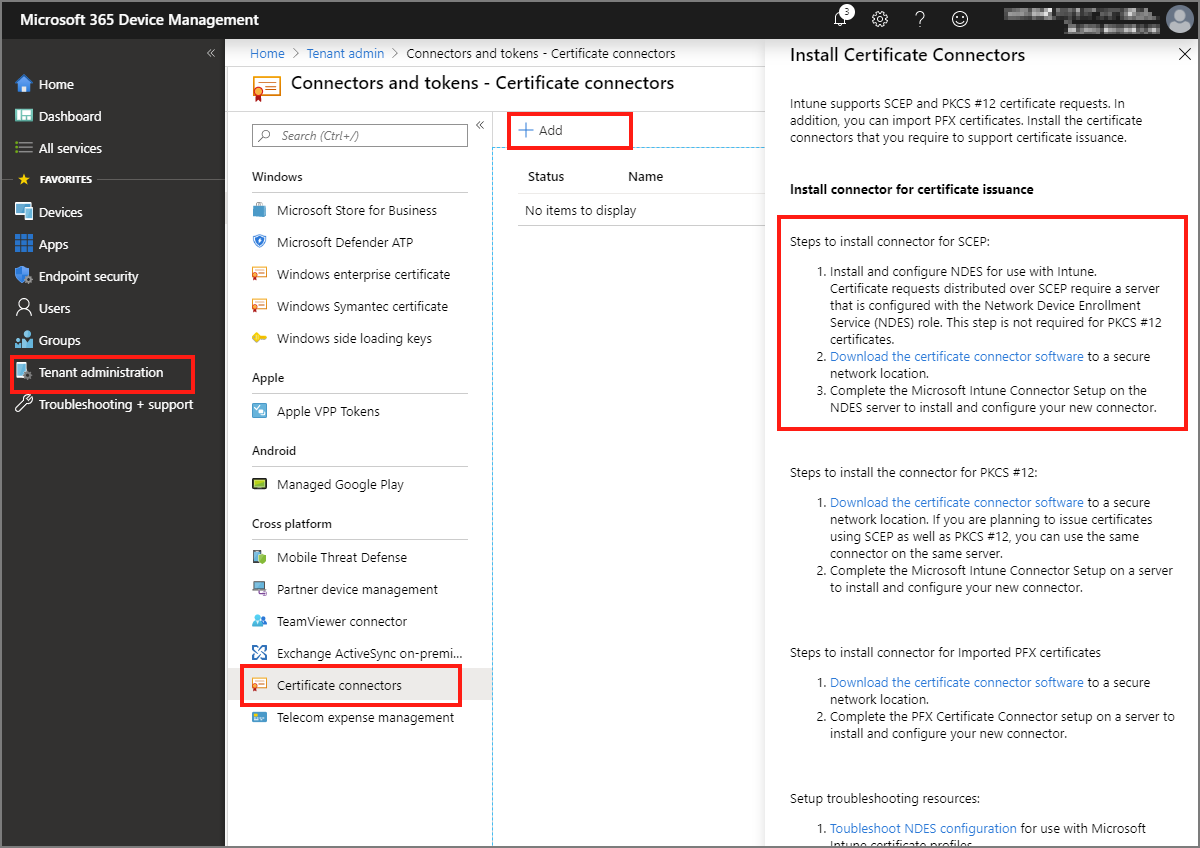 Microsoft 365 Device Management
3
Home
Dashboard
All services
FAVORITES
Devices
Apps
Endpoint security
Users
Groups
Tenant administration
Troubleshooting + support
Home > Tenant admin > Connectors and tokens - Certificate connectors
Connectors and tokens - Certificate connectors
Search (Ctrl+/)
Windows
Microsoft Store for Business
Microsoft Defender ATP
Windows enterprise certificate
Windows Symantec certificate
Windows side loading keys
Apple
Apple VPP Tokens
Android
Managed Google Play
Cross platform
Mobile Threat Defense
Partner device management
TeamViewer connector
Exchange ActiveSync on-premi...
Certificate connectors
Telecom expense management
Add
Status Name
No items to display
Install Certificate Connectors
Intune supports SCEP and PKCS #12 certificate requests. In
addition, you can import PFX certificates. Install the certificate
connectors that you require to support certificate issuance.
Install connector for certificate issuance
Steps to install connector for SCEP:
1. Install and configure NDES for use with Intune.
Certificate requests distributed over SCEP require a server
that is configured with the Network Device Enrollment
Service (NDES) role. This step is not required for PKCS #12
certificates.
2. Download the certificate connector software to a secure
network location.
3. Complete the Microsoft Intune Connector Setup on the
NDES server to install and configure your new connector.
Steps to install the connector for PKCS #12:
1. Download the certificate connector software to a secure
network location. If you are planning to issue certificates
using SCEP as well as PKCS #12, you can use the same
connector on the same server.
2. Complete the Microsoft Intune Connector Setup on a server
to install and configure your new connector.
Steps to install connector for Imported PFX certificates
1. Download the certificate connector software to a secure
network location.
2. Complete the PFX Certificate Connector setup on a server to
install and configure your new connector.
Setup troubleshooting resources:
1. Toubleshoot NDES configuration for use with Microsoft
Intune certificate profiles.